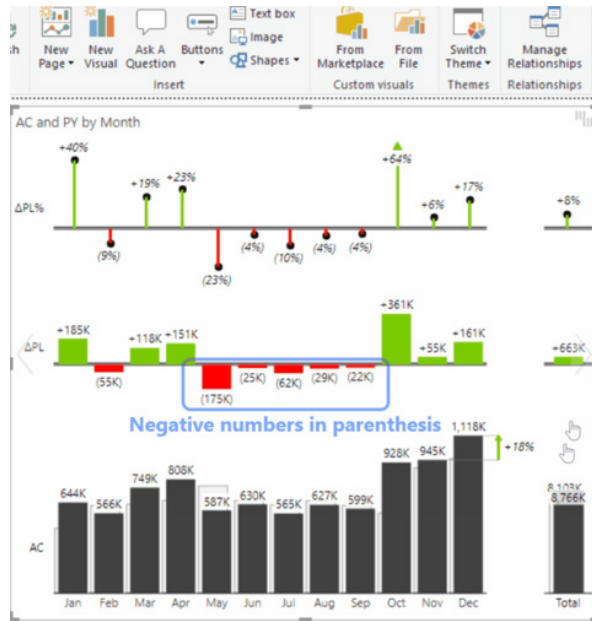 Text box
Image
Shapes
New Page
New Visual
Ask A Question
Buttons
From Marketplace
From File
Switch Theme
Manage Relationships
Insert
Custom visuals
Themes
Relationships
AC and PY by Month
+40%
+19%
+23%
+64%
+6%
+17%
+8%
ΔPL%
(9%)
(23%)
(4%)
(10%)
(4%)
(4%)
+185K
+118K
+151K
+361K
+55K
+161K
+663K
ΔPL
(55K)
(175K)
(25K)
(62K)
(29K)
(22K)
Negative numbers in parenthesis
644K
566K
749K
808K
587K
630K
565K
627K
599K
928K
945K
1,118K
+18%
8,103K
8,766K
AC
Jan Feb Mar Apr May Jun Jul Aug Sep Oct Nov Dec Total